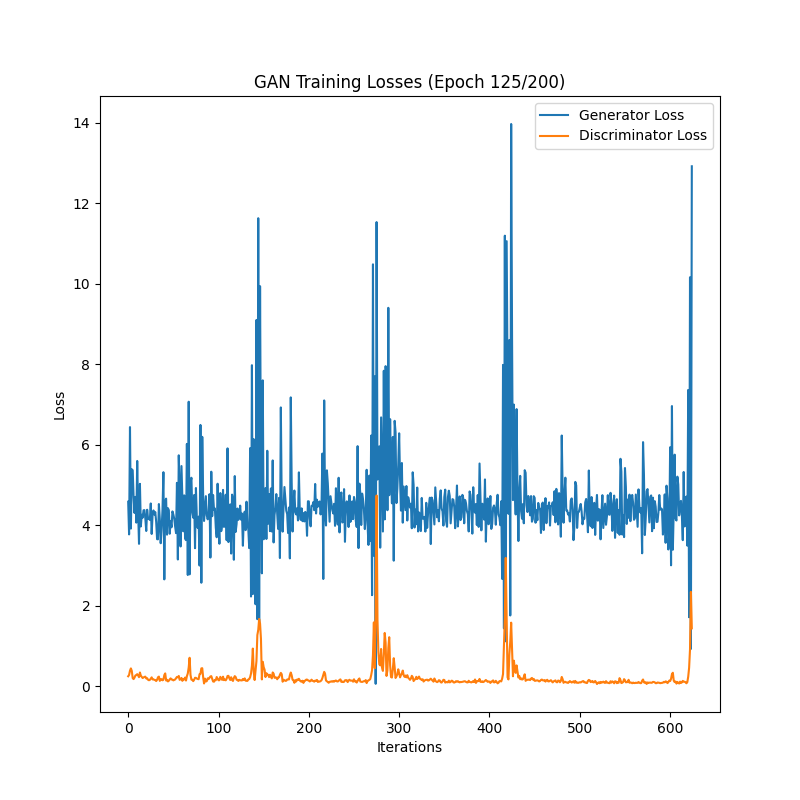 GAN Training Losses (Epoch 125/200)
Generator Loss
Discriminator Loss
14
12
10
8
6
4
2
0
Loss
0 100 200 300 400 500 600
Iterations